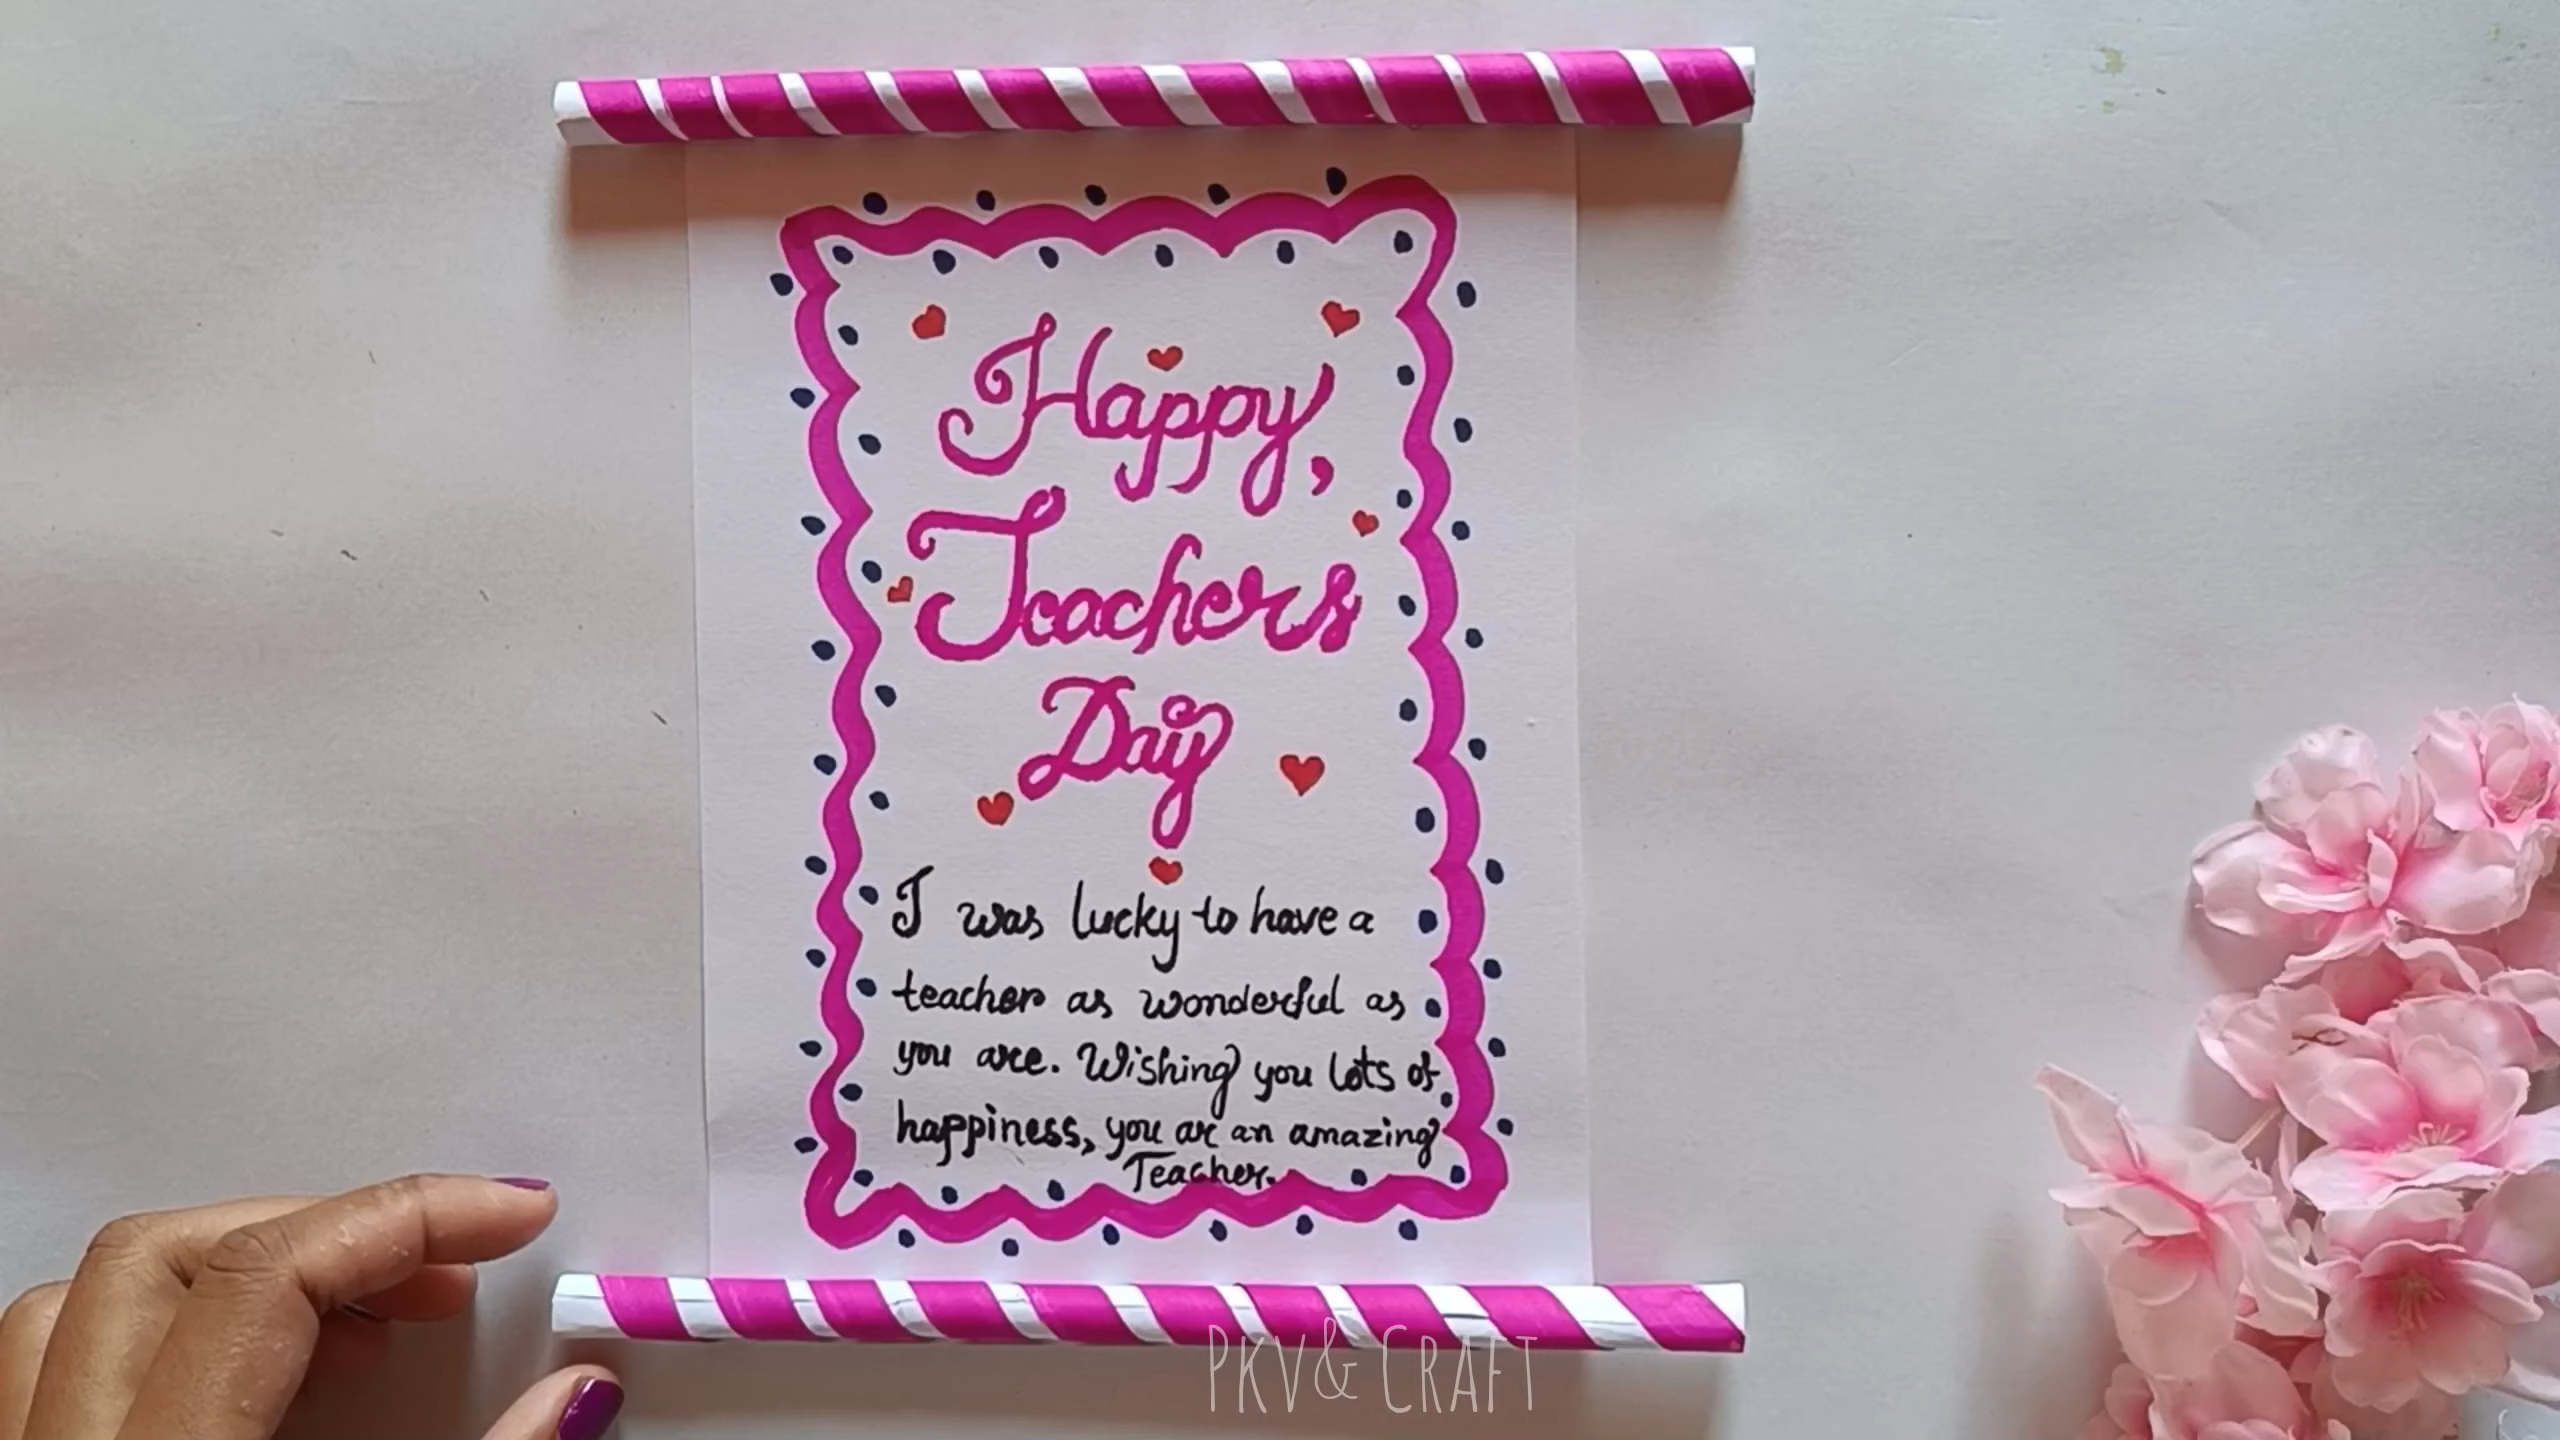 Happy,
Teachers
Day
I was lucky to have a
teacher as wonderful as
you are. Wishing you lots of
happiness, you are an amazing
Teacher.
PKV& CRAFT